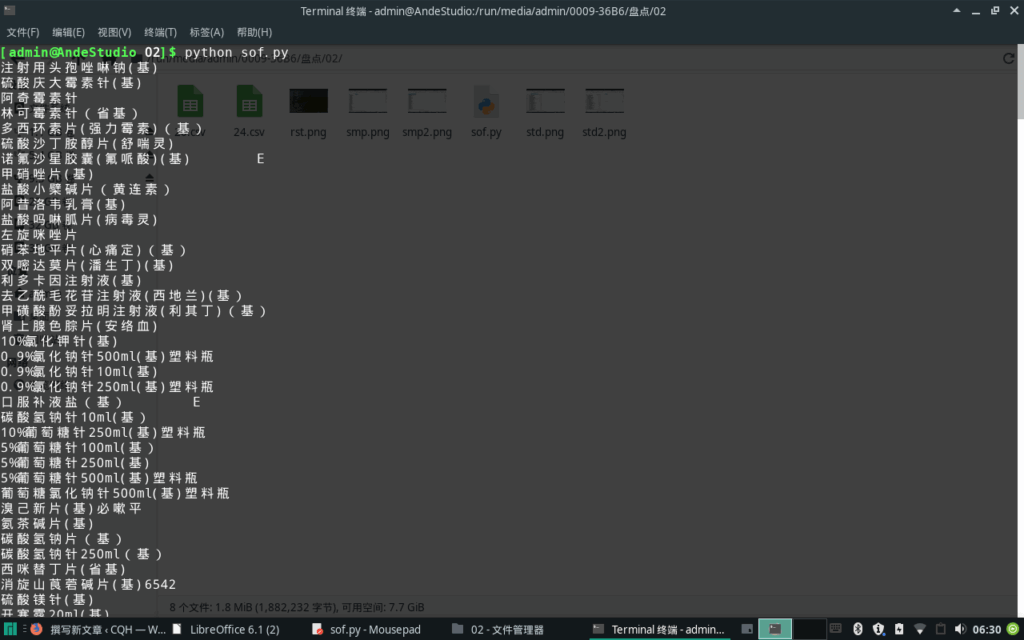 Terminal 终端 - admin@AndeStudio:/run/media/admin/0009-36B6/盘点/02
文件(F) 编辑(E) 视图(V) 终端(T) 标签(A) 帮助(H)
[admin@AndeStudio 02]$ python sof.py
注射用头孢唑啉钠(基)
硫酸庆大霉素针(基)
阿奇霉素针
林可霉素针(省基)
多西环素片(强力霉素)(基)
硫酸沙丁胺醇片(舒喘灵)
诺氟沙星胶囊(氟哌酸)(基) E
甲硝唑片(基)
盐酸小檗碱片(黄连素)
阿昔洛韦乳膏(基)
盐酸吗啉胍片(病毒灵)
左旋咪唑片
硝苯地平片(心痛定)(基)
双嘧达莫片(潘生丁)(基)
利多卡因注射液(基)
去乙酰毛花苷注射液(西地兰)(基)
甲磺酸酚妥拉明注射液(利其丁)(基)
肾上腺色腙片(安络血)
10%氯化钾针(基)
0.9%氯化钠针500ml(基)塑料瓶
0.9%氯化钠针10ml(基)
0.9%氯化钠针250ml(基)塑料瓶
口服补液盐(基) E
碳酸氢钠针10ml(基)
10%葡萄糖针250ml(基)塑料瓶
5%葡萄糖针100ml(基)
5%葡萄糖针250ml(基)
5%葡萄糖针500ml(基)塑料瓶
葡萄糖氯化钠针500ml(基)塑料瓶
溴己新片(基)必嗽平
氨茶碱片(基)
碳酸氢钠片(基)
碳酸氢钠针250ml(基)
西咪替丁片(省基)
消旋山莨菪碱片(基)6542
硫酸镁针(基)
开塞露20ml(基)
24.csv rst.png smp.png smp2.png sof.py std.png std2.png
8 个文件: 1.8 MiB (1,882,232 字节), 可用空间: 7.7 GiB
撰写新文章 ‹ CQH — W... LibreOffice 6.1 (2) sof.py - Mousepad 02 - 文件管理器 Terminal 终端 - admin... 06:30